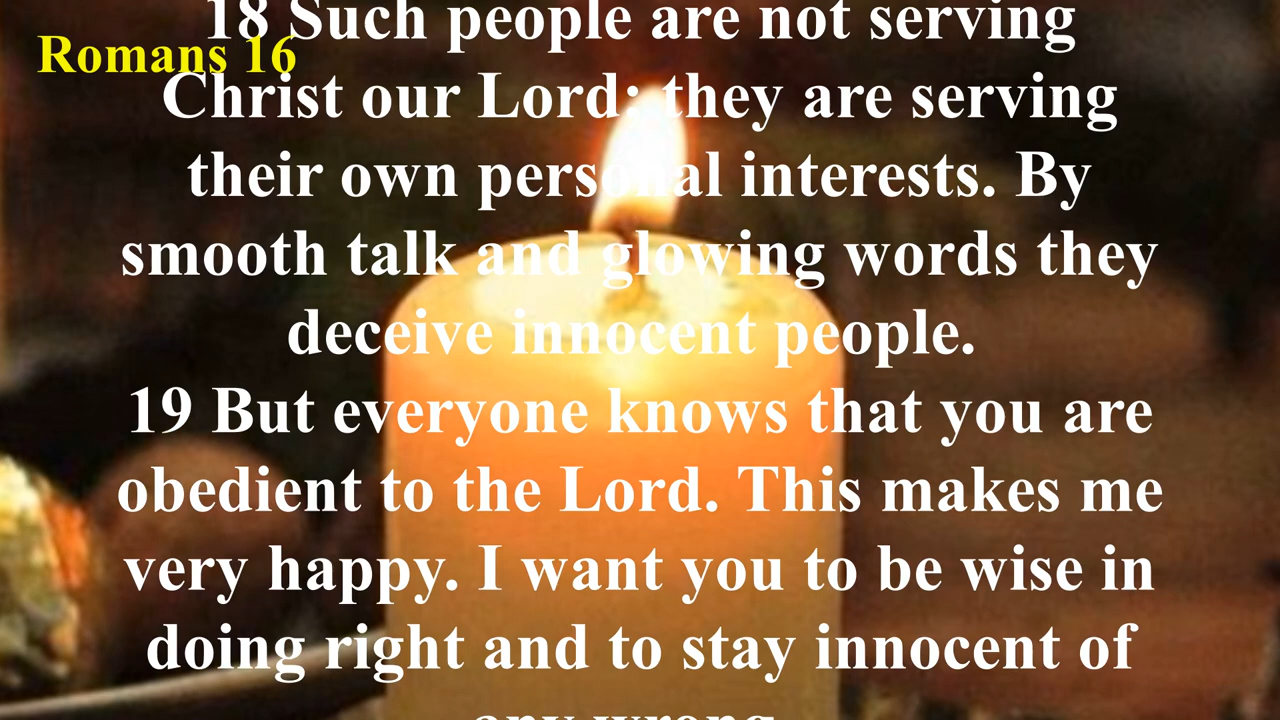 18 Such people are not serving
Romans 16
Christ our Lord; they are serving
their own personal interests. By
smooth talk and glowing words they
deceive innocent people.
19 But everyone knows that you are
obedient to the Lord. This makes me
very happy. I want you to be wise in
doing right and to stay innocent of
any wrong.